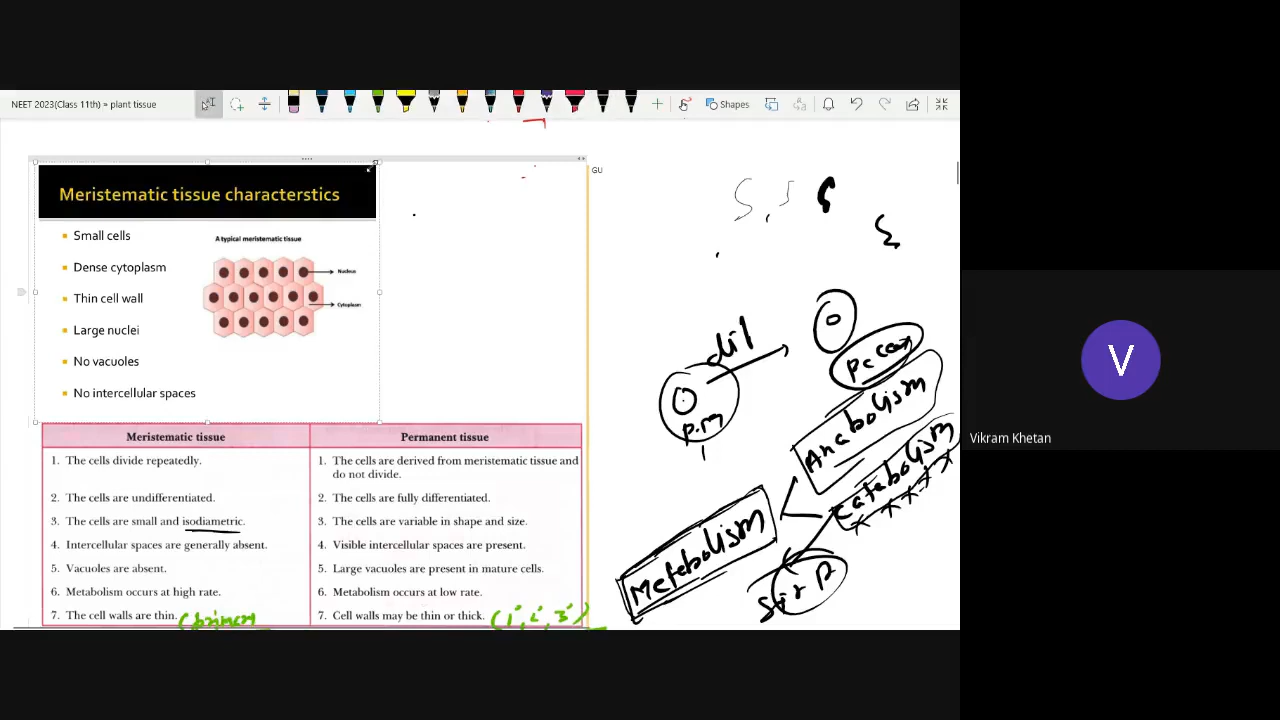 NEET 2023(Class 11th) » plant tissue
Shapes
GU
Meristematic tissue characterstics
Small cells
Dense cytoplasm
Thin cell wall
Large nuclei
No vacuoles
No intercellular spaces
A typical meristematic tissue
Nucleus
Cytoplasm
Meristematic tissue
1. The cells divide repeatedly.
2. The cells are undifferentiated.
3. The cells are small and isodiametric.
4. Intercellular spaces are generally absent.
5. Vacuoles are absent.
6. Metabolism occurs at high rate.
7. The cell walls are thin.
Permanent tissue
1. The cells are derived from meristematic tissue and
do not divide.
2. The cells are fully differentiated.
3. The cells are variable in shape and size.
4. Visible intercellular spaces are present.
5. Large vacuoles are present in mature cells.
6. Metabolism occurs at low rate.
7. Cell walls may be thin or thick.
(1°, 2°, 3°)
P.M
Anabolism
Catabolism
Metabolism
V
Vikram Khetan